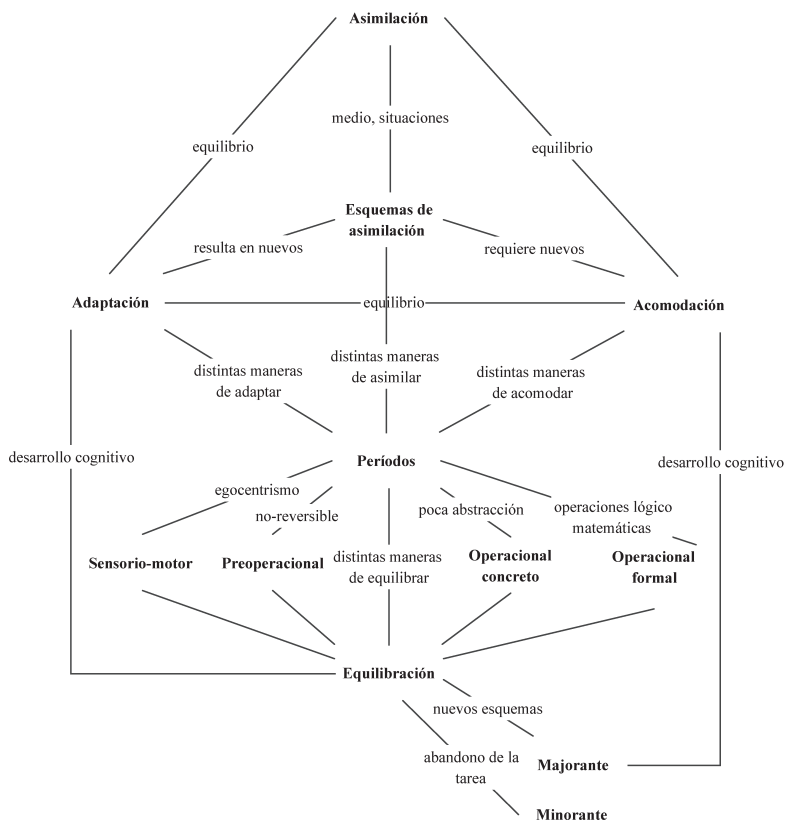 Asimilación
medio, situaciones
equilibrio
equilibrio
Esquemas de
asimilación
resulta en nuevos
requiere nuevos
Adaptación
equilibrio
Acomodación
distintas maneras
de adaptar
distintas maneras
de asimilar
distintas maneras
de acomodar
desarrollo cognitivo
Períodos
desarrollo cognitivo
egocentrismo
no-reversible
poca abstracción
operaciones lógico
matemáticas
Sensorio-motor
Preoperacional
distintas maneras
de equilibrar
Operacional
concreto
Operacional
formal
Equilibración
nuevos esquemas
abandono de la
tarea
Majorante
Minorante